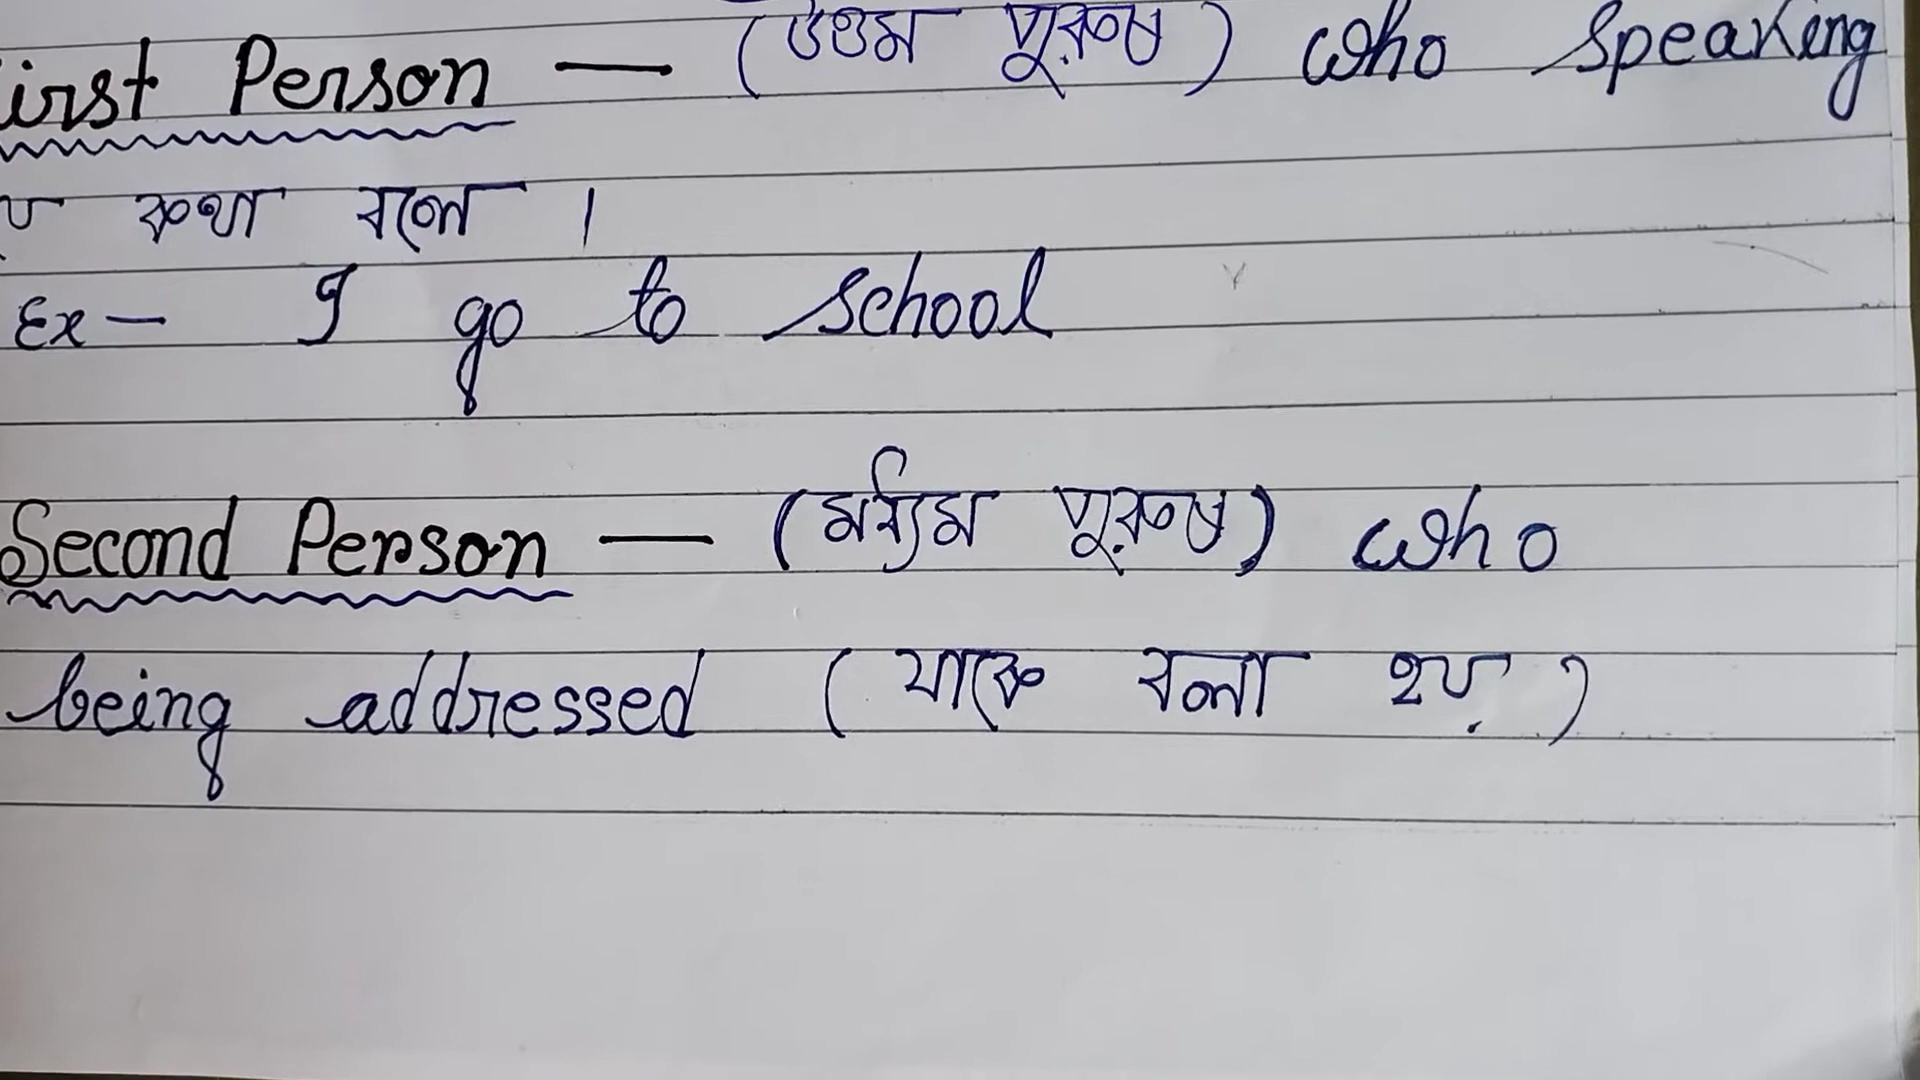 irst Person — (উত্তম পুরুষ) who speaking
কথা বলে ।
Ex — I go to school
Second Person — (মধ্যম পুরুষ) who
being addressed (যাকে বলা হয়)